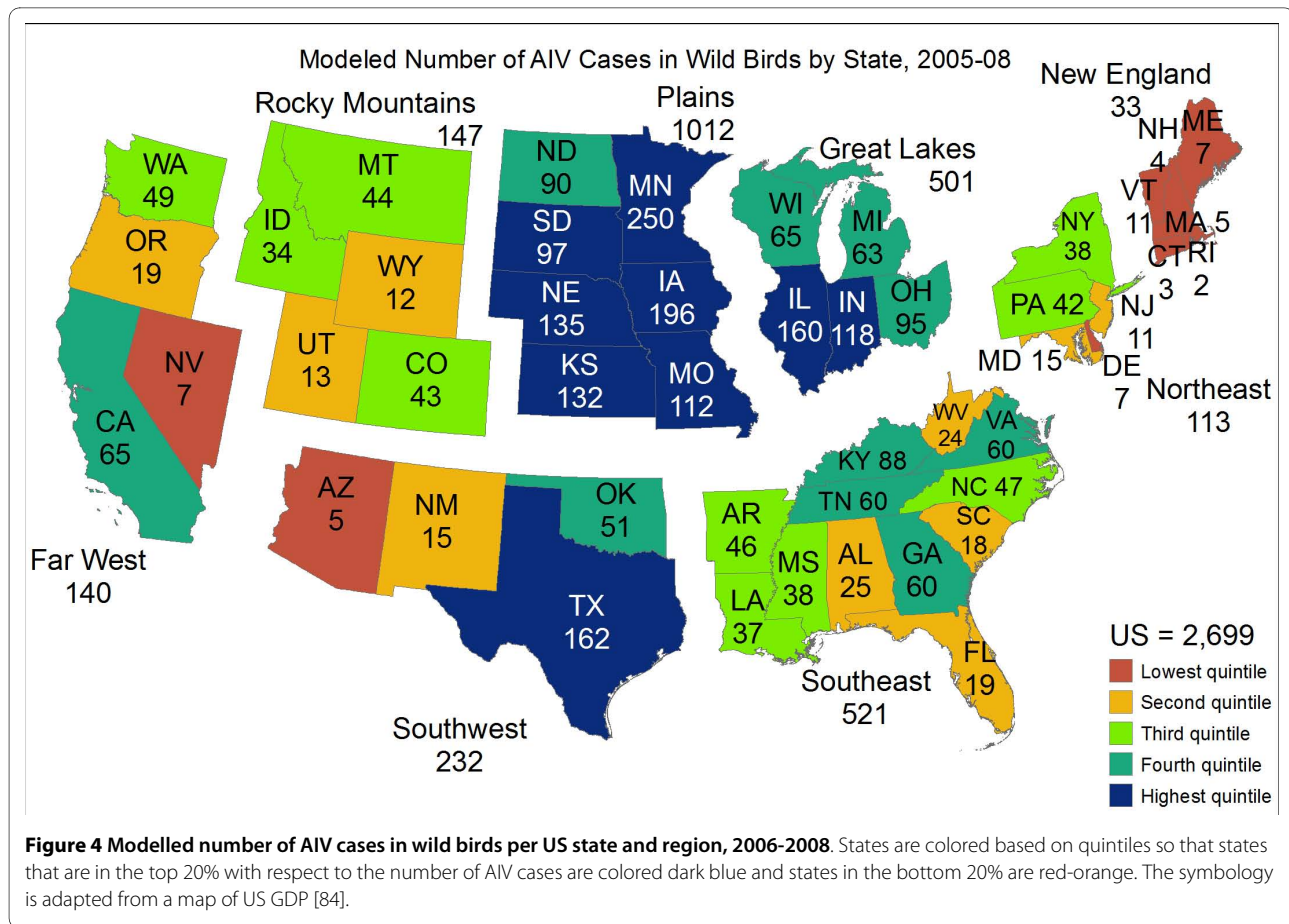 Modeled Number of AIV Cases in Wild Birds by State, 2005-08
New England
33
Rocky Mountains
147
Plains
1012
Great Lakes
501
WA
49
OR
19
CA
65
NV
7
Far West
140
MT
44
ID
34
WY
12
UT
13
CO
43
ND
90
MN
250
SD
97
NE
135
IA
196
KS
132
MO
112
WI
65
MI
63
IL
160
IN
118
OH
95
NH
4
ME
7
VT
11
MA 5
CT
3
RI
2
NY
38
PA 42
NJ
11
MD 15
DE
7
Northeast
113
AZ
5
NM
15
OK
51
TX
162
Southwest
232
WV
24
VA
60
KY 88
TN 60
NC 47
SC
18
AR
46
MS
38
AL
25
GA
60
LA
37
FL
19
Southeast
521
US = 2,699
Lowest quintile
Second quintile
Third quintile
Fourth quintile
Highest quintile
Figure 4 Modelled number of AIV cases in wild birds per US state and region, 2006-2008. States are colored based on quintiles so that states
that are in the top 20% with respect to the number of AIV cases are colored dark blue and states in the bottom 20% are red-orange. The symbology
is adapted from a map of US GDP [84].